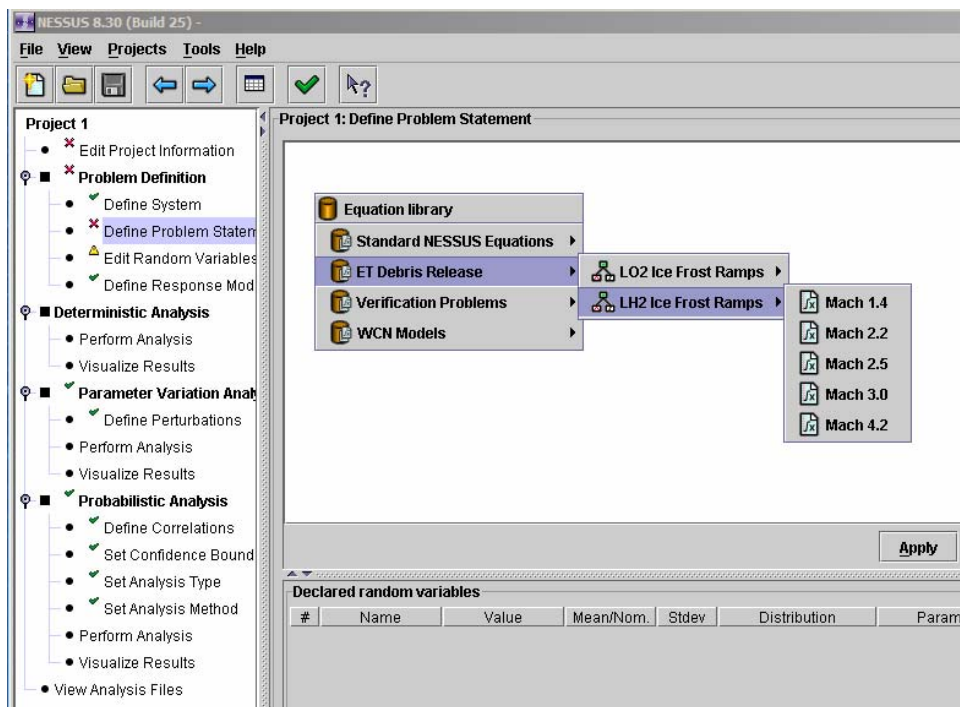 NESSUS 8.30 (Build 25) -
File View Projects Tools Help
Project 1
Edit Project Information
Problem Definition
Define System
Define Problem Statem
Edit Random Variables
Define Response Mod
Deterministic Analysis
Perform Analysis
Visualize Results
Parameter Variation Anal
Define Perturbations
Perform Analysis
Visualize Results
Probabilistic Analysis
Define Correlations
Set Confidence Bound
Set Analysis Type
Set Analysis Method
Perform Analysis
Visualize Results
View Analysis Files
Project 1: Define Problem Statement
Equation library
Standard NESSUS Equations
ET Debris Release
Verification Problems
WCN Models
LO2 Ice Frost Ramps
LH2 Ice Frost Ramps
Mach 1.4
Mach 2.2
Mach 2.5
Mach 3.0
Mach 4.2
Apply
Declared random variables
# Name Value Mean/Nom. Stdev Distribution Param